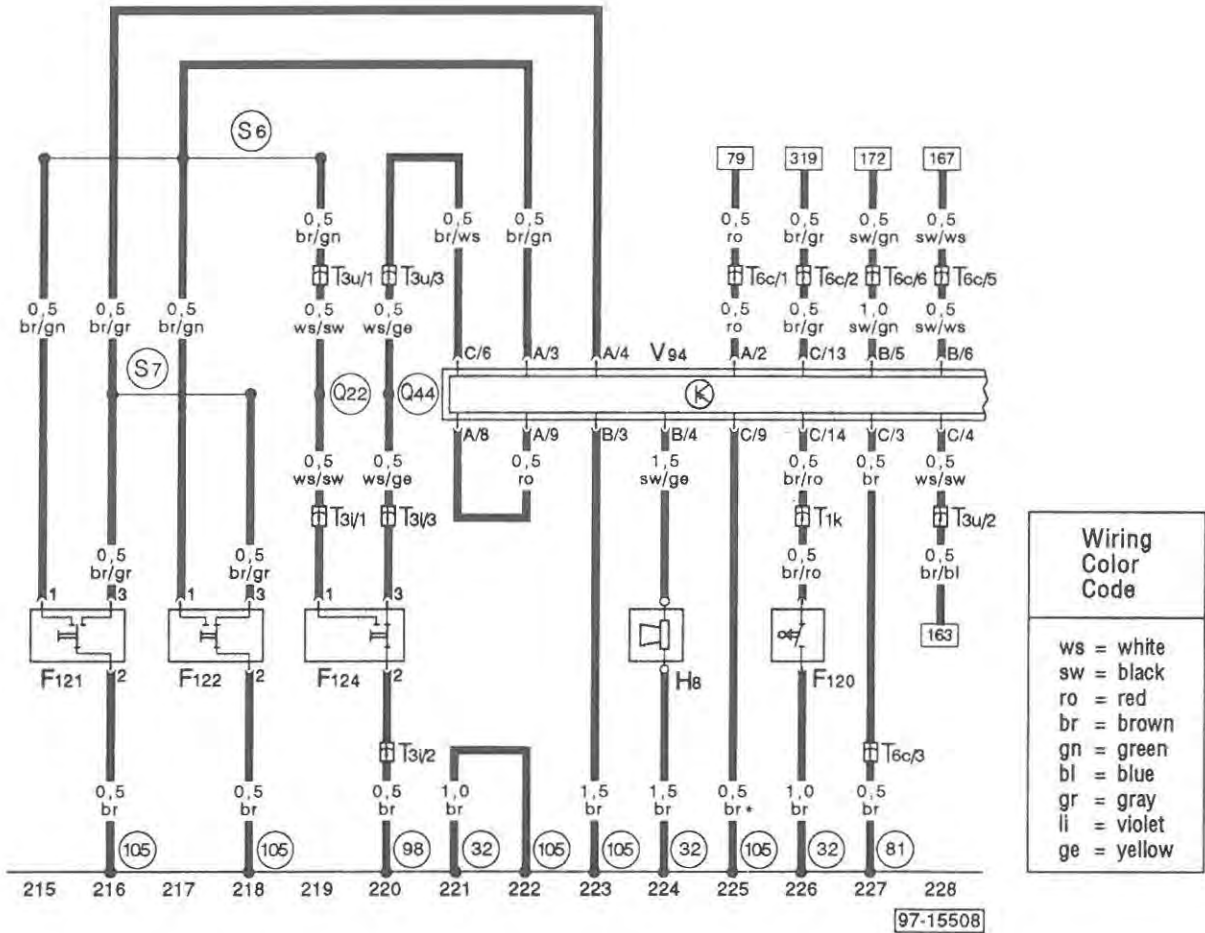 S6
79 319 172 167
0,5 br/gn
0,5 br/ws
0,5 br/gn
0,5 ro
0,5 br/gr
0,5 sw/gn
0,5 sw/ws
T3u/1 T3u/3 T6c/1 T6c/2 T6c/6 T6c/5
0,5 br/gn
0,5 br/gr
0,5 br/gn
0,5 ws/sw
0,5 ws/ge
0,5 ro
0,5 br/gr
1,0 sw/gn
0,5 sw/ws
C/6 A/3 A/4 V94 A/2 C/13 B/5 B/6
S7
Q22 Q44
A/8 A/9 B/3 B/4 C/9 C/14 C/3 C/4
0,5 ws/sw
0,5 ws/ge
0,5 ro
1,5 sw/ge
0,5 br/ro
0,5 br
0,5 ws/sw
T3i/1 T3i/3 T1k T3u/2
0,5 br/gr
0,5 br/gr
0,5 br/ro
0,5 br/bl
1 3 1 3 1 3
163
F121 2 F122 2 F124 2 H8 F120
T3i/2 T6c/3
0,5 br
0,5 br
0,5 br
1,0 br
1,5 br
1,5 br
0,5 br*
1,0 br
0,5 br
105 105 98 32 105 105 32 105 32 81
215 216 217 218 219 220 221 222 223 224 225 226 227 228
97-15508
Wiring
Color
Code
ws = white
sw = black
ro = red
br = brown
gn = green
bl = blue
gr = gray
li = violet
ge = yellow